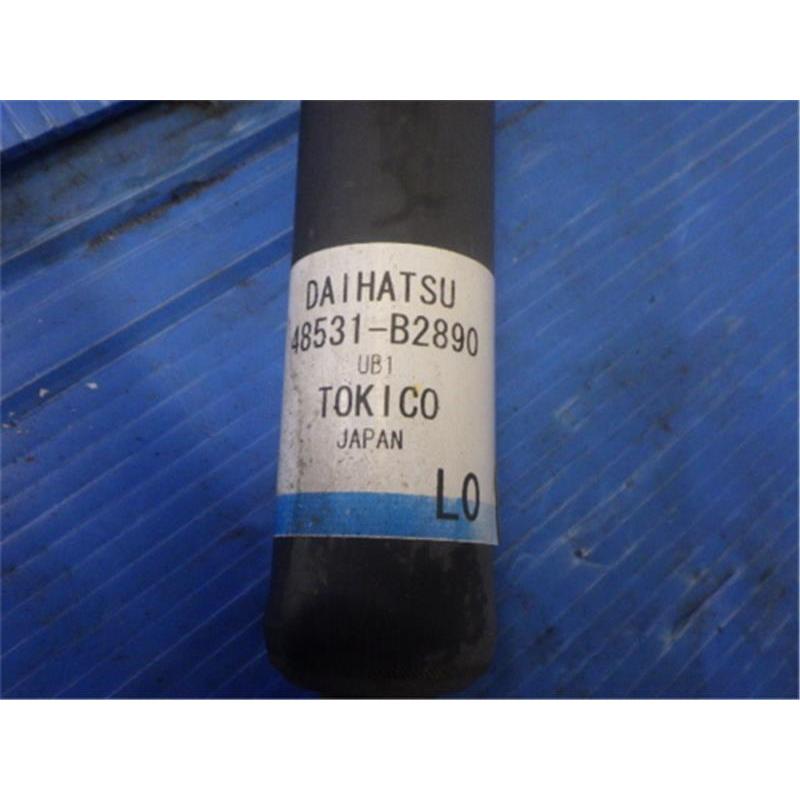 DAIHATSU
48531-B2890
UB1
TOKICO
JAPAN
LO